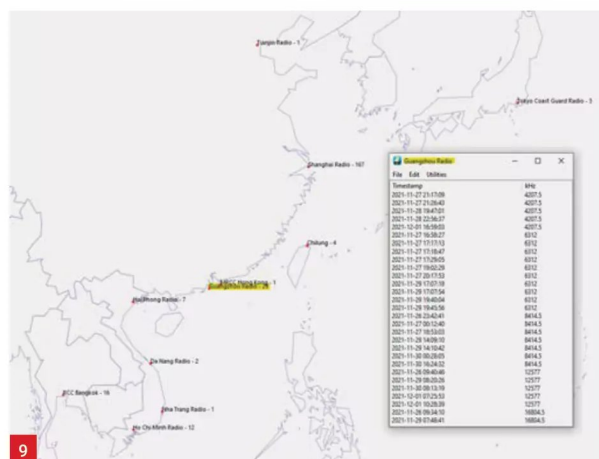 Tianjin Radio - 1
Tokyo Coast Guard Radio - 3
Shanghai Radio - 167
Chilung - 4
Guangzhou Radio - 26
Hai Phong Radio - 7
Da Nang Radio - 2
RCC Bangkok - 16
Nha Trang Radio - 1
Ho Chi Minh Radio - 12
Guangzhou Radio
File Edit Utilities
Timestamp kHz
2021-11-27 21:17:09 4207.5
2021-11-27 21:26:43 4207.5
2021-11-28 19:47:01 4207.5
2021-11-28 22:56:37 4207.5
2021-12-01 16:59:03 4207.5
2021-11-27 16:58:27 6312
2021-11-27 17:17:13 6312
2021-11-27 17:18:47 6312
2021-11-27 17:29:05 6312
2021-11-27 19:02:29 6312
2021-11-27 20:17:53 6312
2021-11-29 17:07:19 6312
2021-11-29 17:07:54 6312
2021-11-29 19:40:04 6312
2021-11-29 19:45:56 6312
2021-11-26 23:42:41 8414.5
2021-11-27 00:12:40 8414.5
2021-11-27 18:53:03 8414.5
2021-11-28 14:09:10 8414.5
2021-11-28 14:10:42 8414.5
2021-11-30 00:28:05 8414.5
2021-11-30 16:24:32 8414.5
2021-11-26 09:40:46 12577
2021-11-29 08:20:26 12577
2021-11-30 08:13:19 12577
2021-12-01 07:25:53 12577
2021-12-01 10:28:39 12577
2021-11-26 09:34:10 16804.5
2021-11-29 07:48:41 16804.5
9